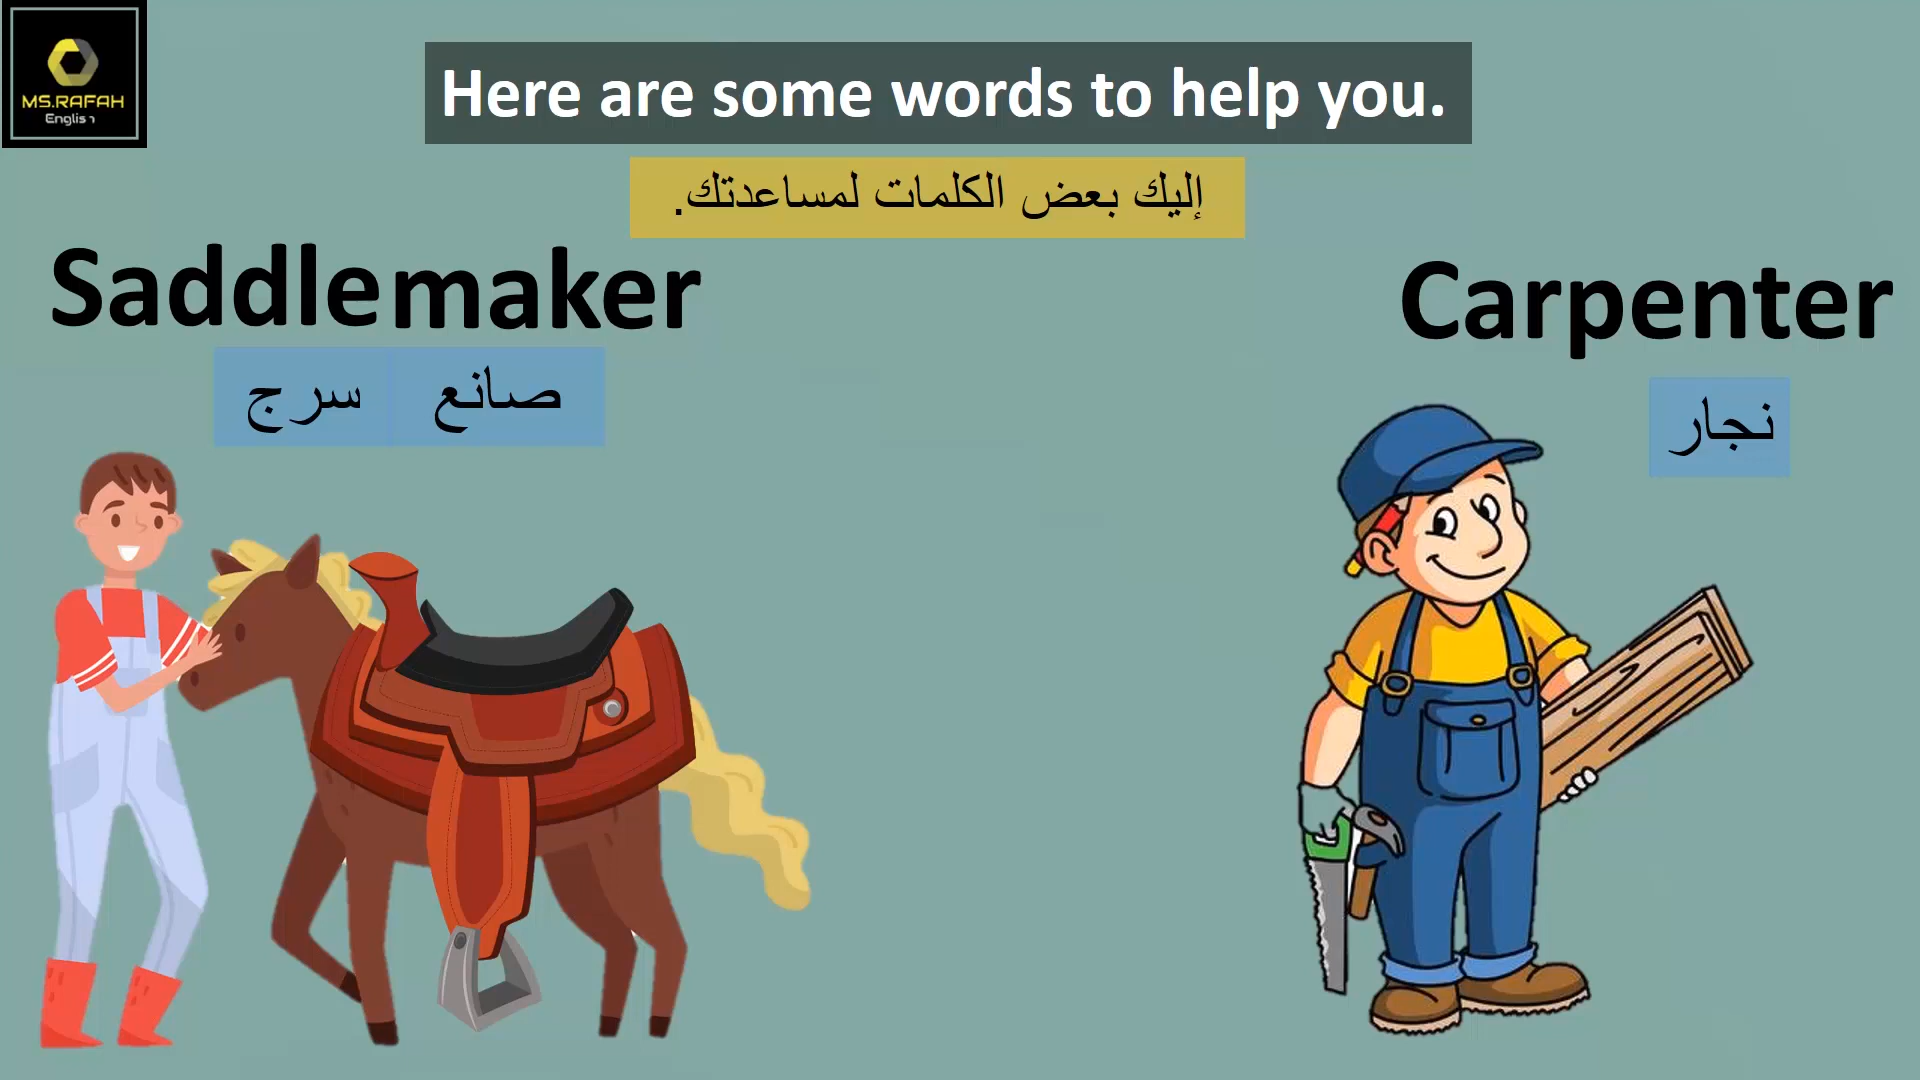 MS.RAFAH
English
Here are some words to help you.
إليك بعض الكلمات لمساعدتك.
Saddlemaker
سرج صانع
Carpenter
نجار